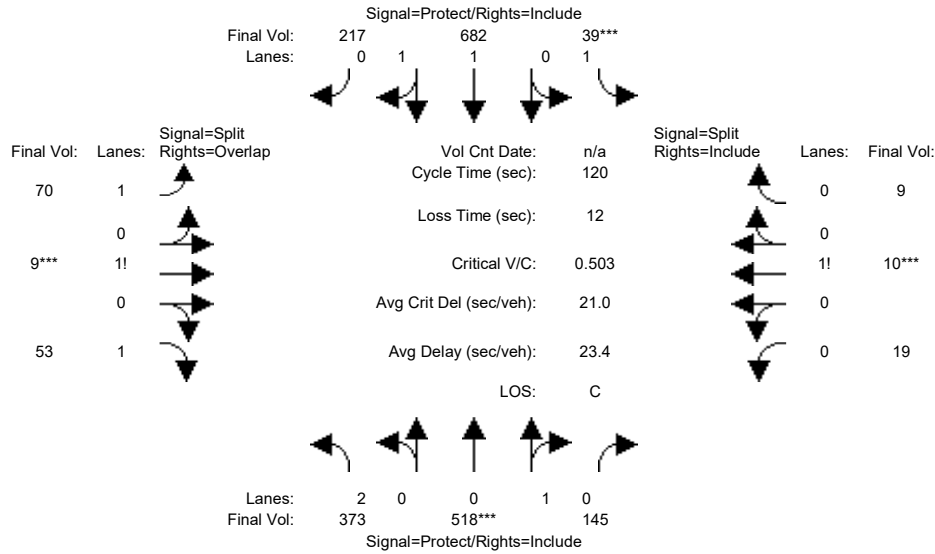 Signal=Protect/Rights=Include
Final Vol: 217 682 39***
Lanes: 0 1 1 0 1
Signal=Split Signal=Split
Final Vol: Lanes: Rights=Overlap Vol Cnt Date: n/a Rights=Include Lanes: Final Vol:
Cycle Time (sec): 120
70 1 0 9
Loss Time (sec): 12
0 0
9*** 1! Critical V/C: 0.503 1! 10***
0 Avg Crit Del (sec/veh): 21.0 0
53 1 Avg Delay (sec/veh): 23.4 0 19
LOS: C
Lanes: 2 0 0 1 0
Final Vol: 373 518*** 145
Signal=Protect/Rights=Include